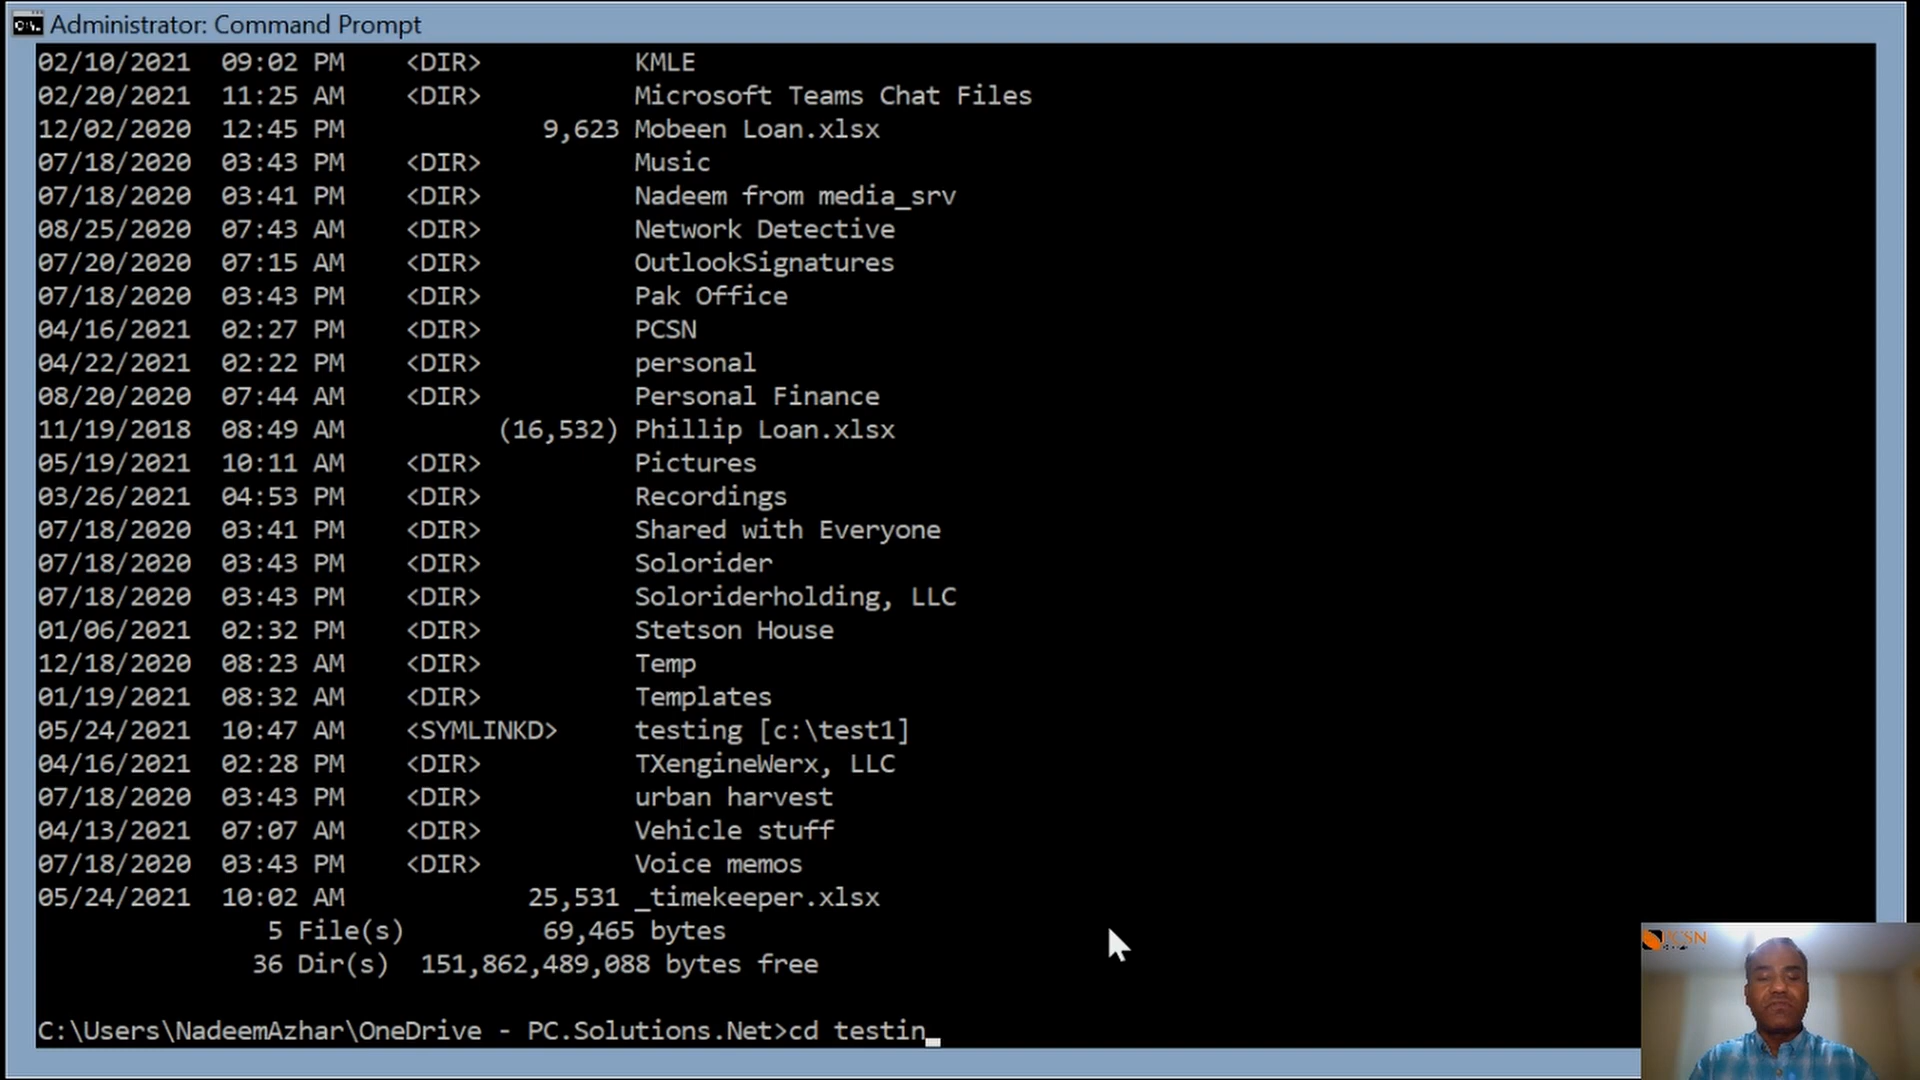 Administrator: Command Prompt
02/10/2021  09:02 PM    <DIR>          KMLE
02/20/2021  11:25 AM    <DIR>          Microsoft Teams Chat Files
12/02/2020  12:45 PM             9,623 Mobeen Loan.xlsx
07/18/2020  03:43 PM    <DIR>          Music
07/18/2020  03:41 PM    <DIR>          Nadeem from media_srv
08/25/2020  07:43 AM    <DIR>          Network Detective
07/20/2020  07:15 AM    <DIR>          OutlookSignatures
07/18/2020  03:43 PM    <DIR>          Pak Office
04/16/2021  02:27 PM    <DIR>          PCSN
04/22/2021  02:22 PM    <DIR>          personal
08/20/2020  07:44 AM    <DIR>          Personal Finance
11/19/2018  08:49 AM          (16,532) Phillip Loan.xlsx
05/19/2021  10:11 AM    <DIR>          Pictures
03/26/2021  04:53 PM    <DIR>          Recordings
07/18/2020  03:41 PM    <DIR>          Shared with Everyone
07/18/2020  03:43 PM    <DIR>          Solorider
07/18/2020  03:43 PM    <DIR>          Soloriderholding, LLC
01/06/2021  02:32 PM    <DIR>          Stetson House
12/18/2020  08:23 AM    <DIR>          Temp
01/19/2021  08:32 AM    <DIR>          Templates
05/24/2021  10:47 AM    <SYMLINKD>     testing [c:\test1]
04/16/2021  02:28 PM    <DIR>          TXengineWerx, LLC
07/18/2020  03:43 PM    <DIR>          urban harvest
04/13/2021  07:07 AM    <DIR>          Vehicle stuff
07/18/2020  03:43 PM    <DIR>          Voice memos
05/24/2021  10:02 AM            25,531 _timekeeper.xlsx
5 File(s)         69,465 bytes
36 Dir(s)  151,862,489,088 bytes free
C:\Users\NadeemAzhar\OneDrive - PC.Solutions.Net>cd testin
PCSN